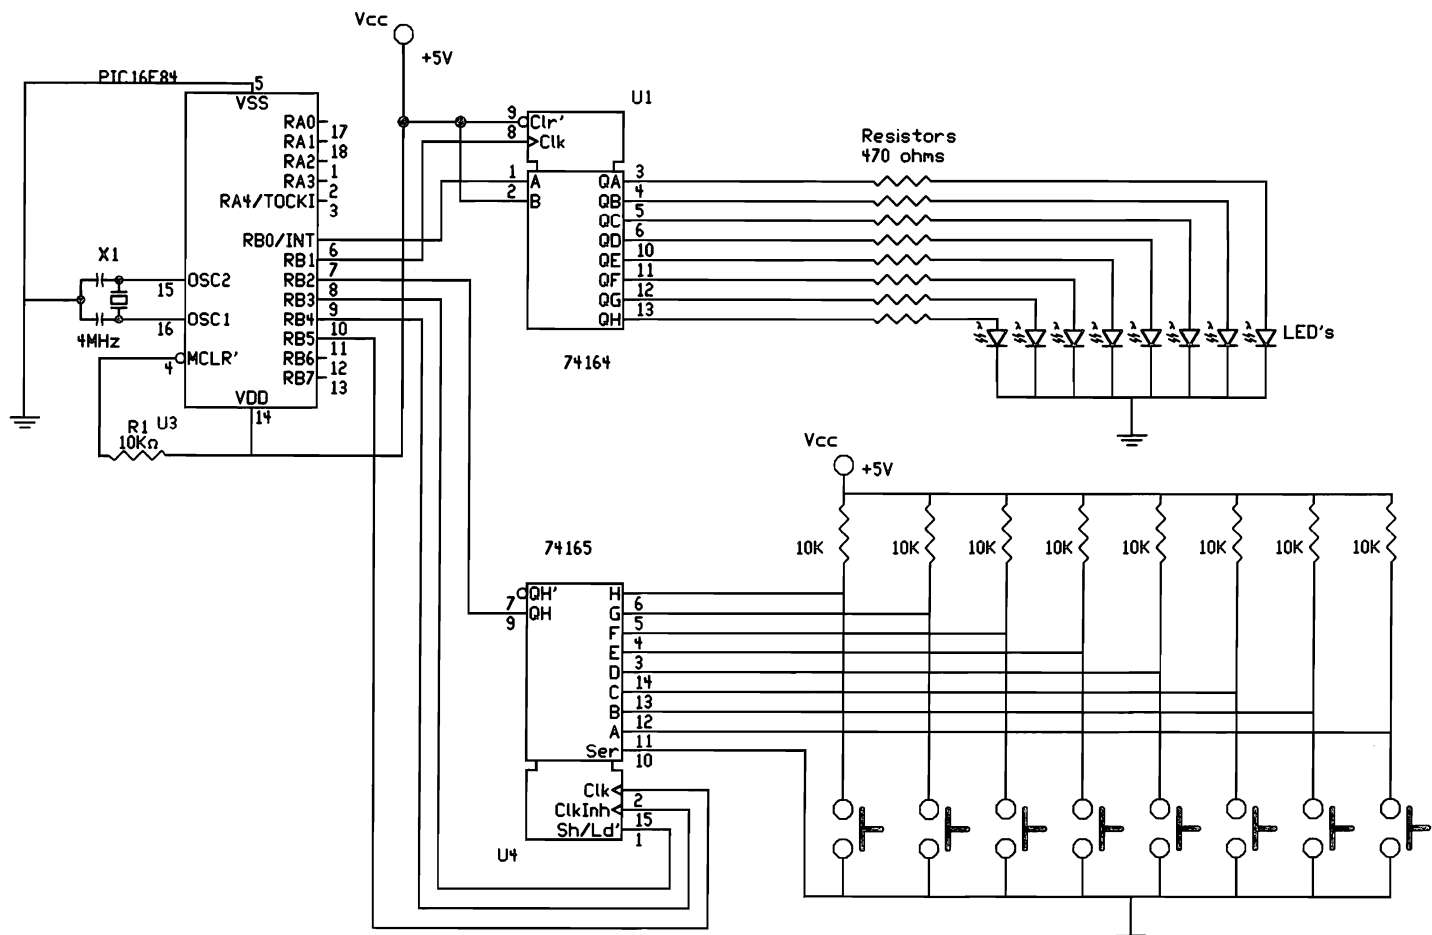 Vcc
+5V
PIC16F84
5
VSS
RA0
17
RA1
18
RA2
1
RA3
2
RA4/TOCKI
3
RB0/INT
6
RB1
7
RB2
8
RB3
9
RB4
10
RB5
11
RB6
12
RB7
13
X1
15
OSC2
16
OSC1
4MHz
4
MCLR'
VDD
14
R1
U3
10KΩ
U1
9
Clr'
8
Clk
1
A
2
B
QA
3
QB
4
QC
5
QD
6
QE
10
QF
11
QG
12
QH
13
74164
Resistors
470 ohms
λ λ λ λ λ λ λ λ
LED's
Vcc
+5V
10K 10K 10K 10K 10K 10K 10K 10K
74165
QH'
7
QH
9
H
6
G
5
F
4
E
3
D
14
C
13
B
12
A
11
Ser
10
Clk
2
ClkInh
15
Sh/Ld'
1
U4